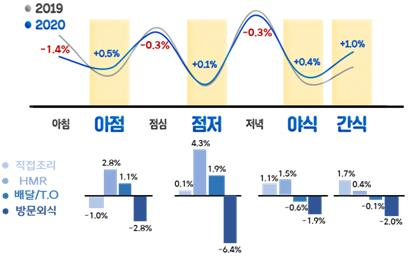 2019
2020
-1.4%
+0.5%
-0.3%
+0.1%
-0.3%
+0.4%
+1.0%
아침 아점 점심 점저 저녁 야식 간식
직접조리
HMR
배달/T.O
방문외식
-1.0% 2.8% 1.1% -2.8%
0.1% 4.3% 1.9% -6.4%
1.1% 1.5% -0.6% -1.9%
1.7% 0.4% -0.1% -2.0%